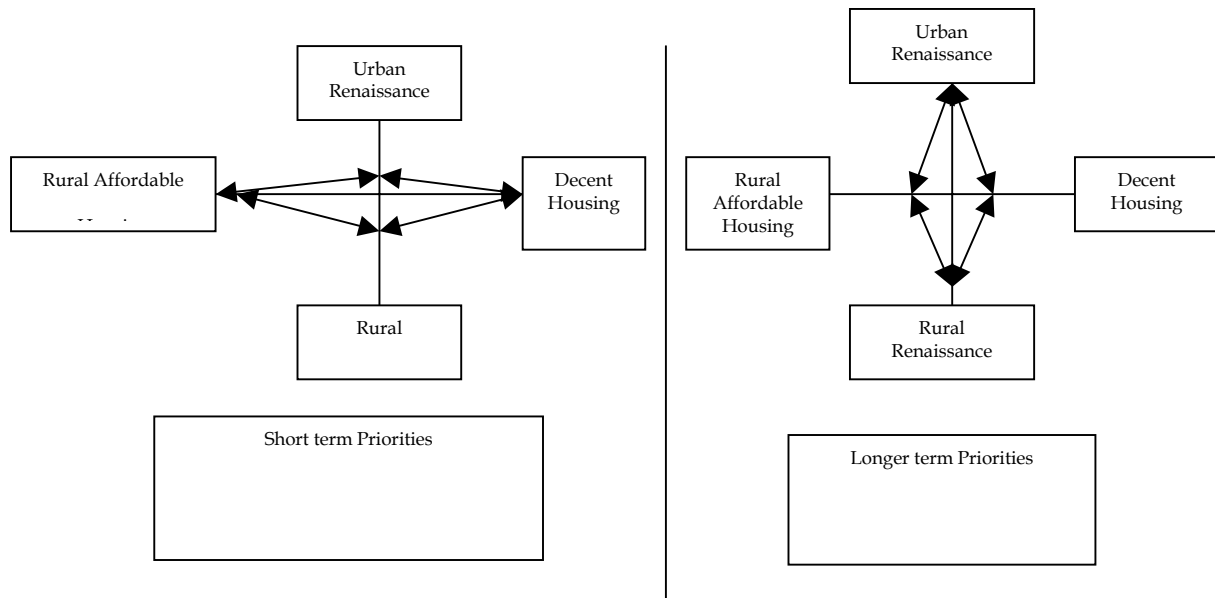 Urban
Renaissance
Rural Affordable
Decent
Housing
Rural
Short term Priorities
Urban
Renaissance
Rural
Affordable
Housing
Decent
Housing
Rural
Renaissance
Longer term Priorities